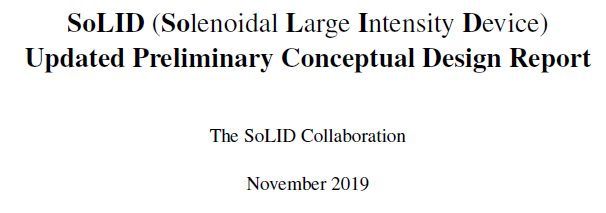 SoLID (Solenoidal Large Intensity Device)
Updated Preliminary Conceptual Design Report
The SoLID Collaboration
November 2019